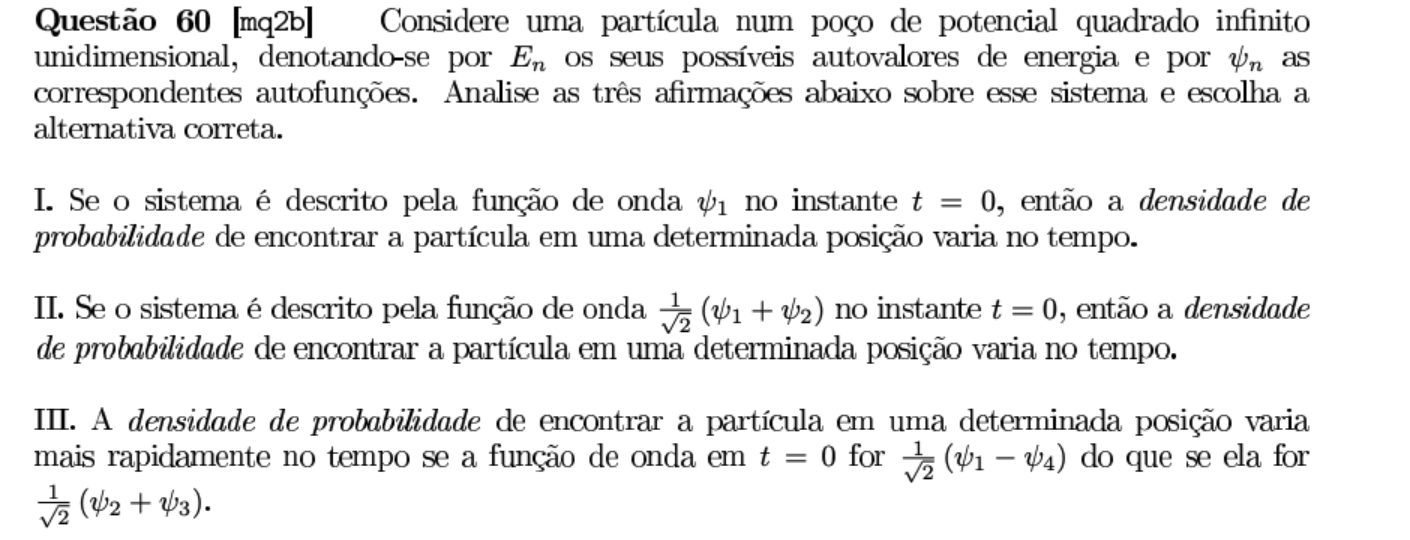 Questão 60 [mq2b] Considere uma partícula num poço de potencial quadrado infinito
unidimensional, denotando-se por $E_n$ os seus possíveis autovalores de energia e por $\psi_n$ as
correspondentes autofunções. Analise as três afirmações abaixo sobre esse sistema e escolha a
alternativa correta.
I. Se o sistema é descrito pela função de onda $\psi_1$ no instante $t = 0$, então a densidade de
probabilidade de encontrar a partícula em uma determinada posição varia no tempo.
II. Se o sistema é descrito pela função de onda $\frac{1}{\sqrt{2}}(\psi_1 + \psi_2)$ no instante $t = 0$, então a densidade
de probabilidade de encontrar a partícula em uma determinada posição varia no tempo.
III. A densidade de probabilidade de encontrar a partícula em uma determinada posição varia
mais rapidamente no tempo se a função de onda em $t = 0$ for $\frac{1}{\sqrt{2}}(\psi_1 - \psi_4)$ do que se ela for
$\frac{1}{\sqrt{2}}(\psi_2 + \psi_3)$.